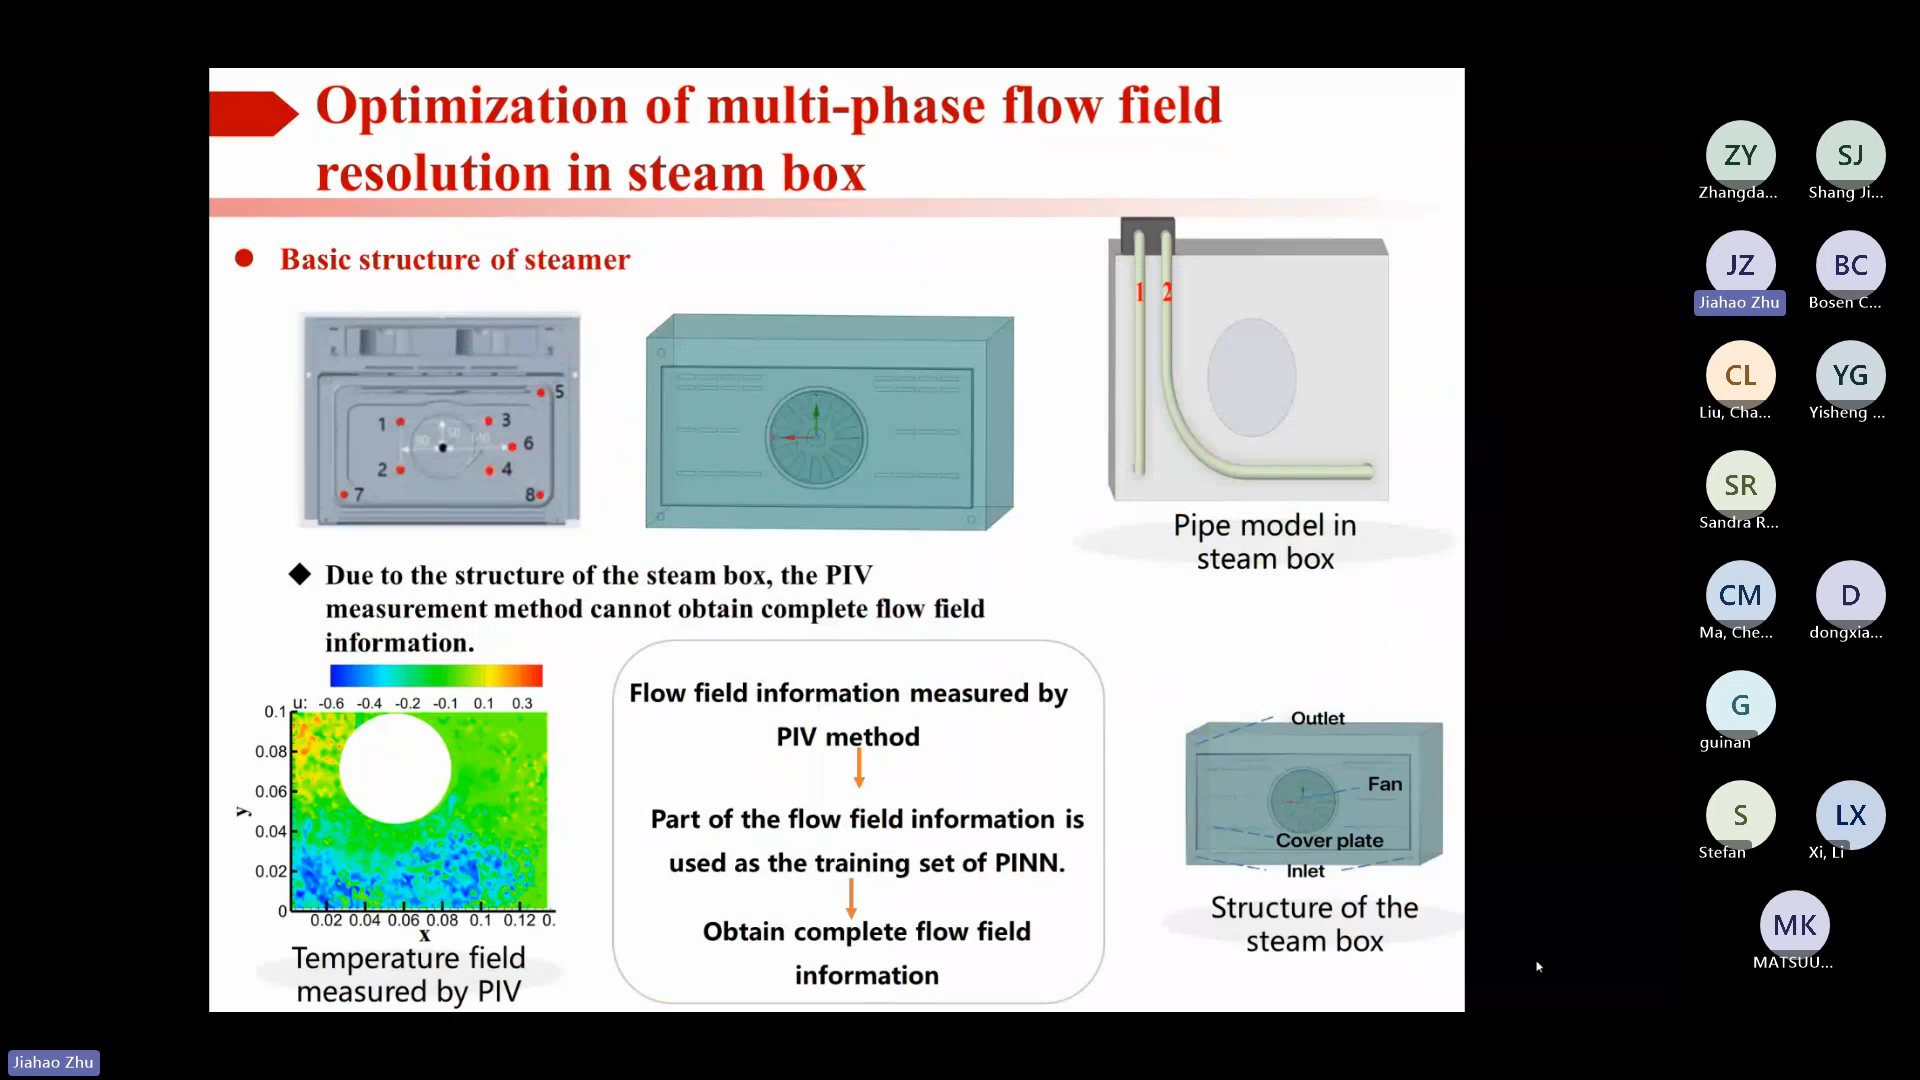 Optimization of multi-phase flow field
resolution in steam box
Basic structure of steamer
1
2
3
4
5
6
7
8
1
2
Pipe model in
steam box
Due to the structure of the steam box, the PIV
measurement method cannot obtain complete flow field
information.
u: -0.6 -0.4 -0.2 -0.1 0.1 0.3
0.1
0.08
0.06
0.04
0.02
0
y
0.02 0.04 0.06 0.08 0.1 0.12 0.
x
Temperature field
measured by PIV
Flow field information measured by
PIV method
Part of the flow field information is
used as the training set of PINN.
Obtain complete flow field
information
Outlet
Fan
Cover plate
Inlet
Structure of the
steam box
ZY
Zhangda...
SJ
Shang Ji...
JZ
Jiahao Zhu
BC
Bosen C...
CL
Liu, Cha...
YG
Yisheng ...
SR
Sandra R...
CM
Ma, Che...
D
dongxia...
G
guinan
S
Stefan
LX
Xi, Li
MK
MATSUU...
Jiahao Zhu